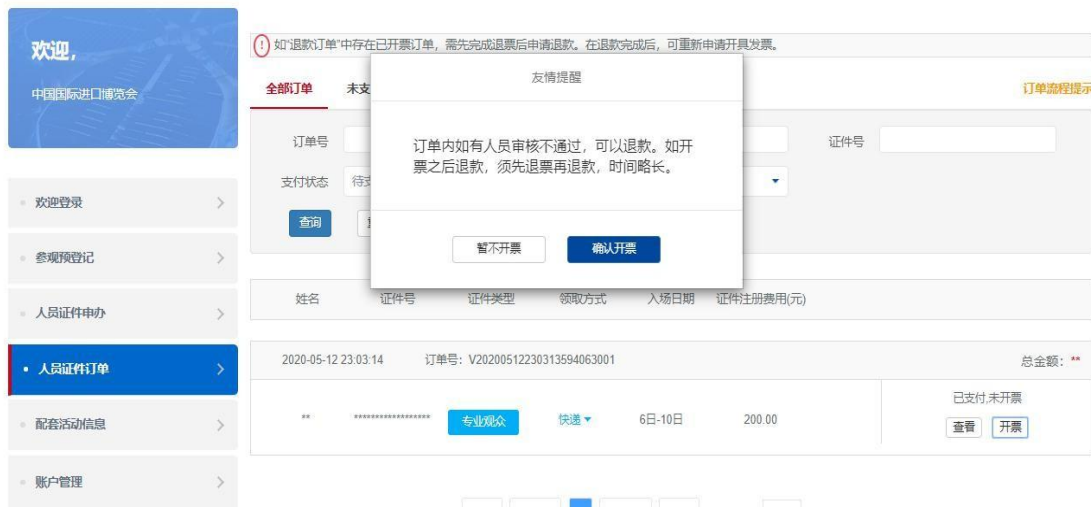 欢迎,
中国国际进口博览会
欢迎登录
参观预登记
人员证件申办
人员证件订单
配套活动信息
账户管理
如“退款订单”中存在已开票订单，需先完成退票后申请退款。在退款完成后，可重新申请开具发票。
全部订单 未支
订单流程提示
订单号
证件号
支付状态 待支
查询
友情提醒
订单内如有人员审核不通过，可以退款。如开
票之后退款，须先退票再退款，时间略长。
暂不开票 确认开票
姓名 证件号 证件类型 领取方式 入场日期 证件注册费用(元)
2020-05-12 23:03:14 订单号：V20200512230313594063001 总金额：**
已支付,未开票
** ****************** 专业观众 快递 6日-10日 200.00
查看 开票